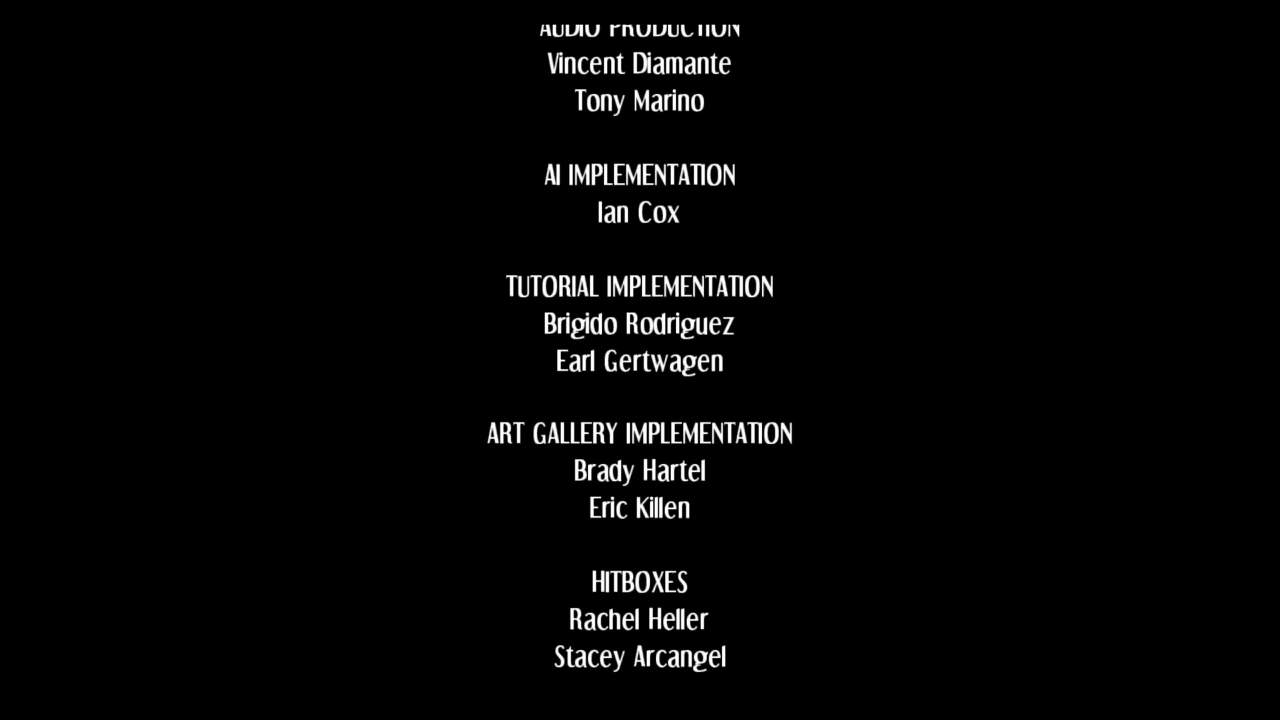 AUDIO PRODUCTION
Vincent Diamante
Tony Marino
AI IMPLEMENTATION
Ian Cox
TUTORIAL IMPLEMENTATION
Brigido Rodriguez
Earl Gertwagen
ART GALLERY IMPLEMENTATION
Brady Hartel
Eric Killen
HITBOXES
Rachel Heller
Stacey Arcangel